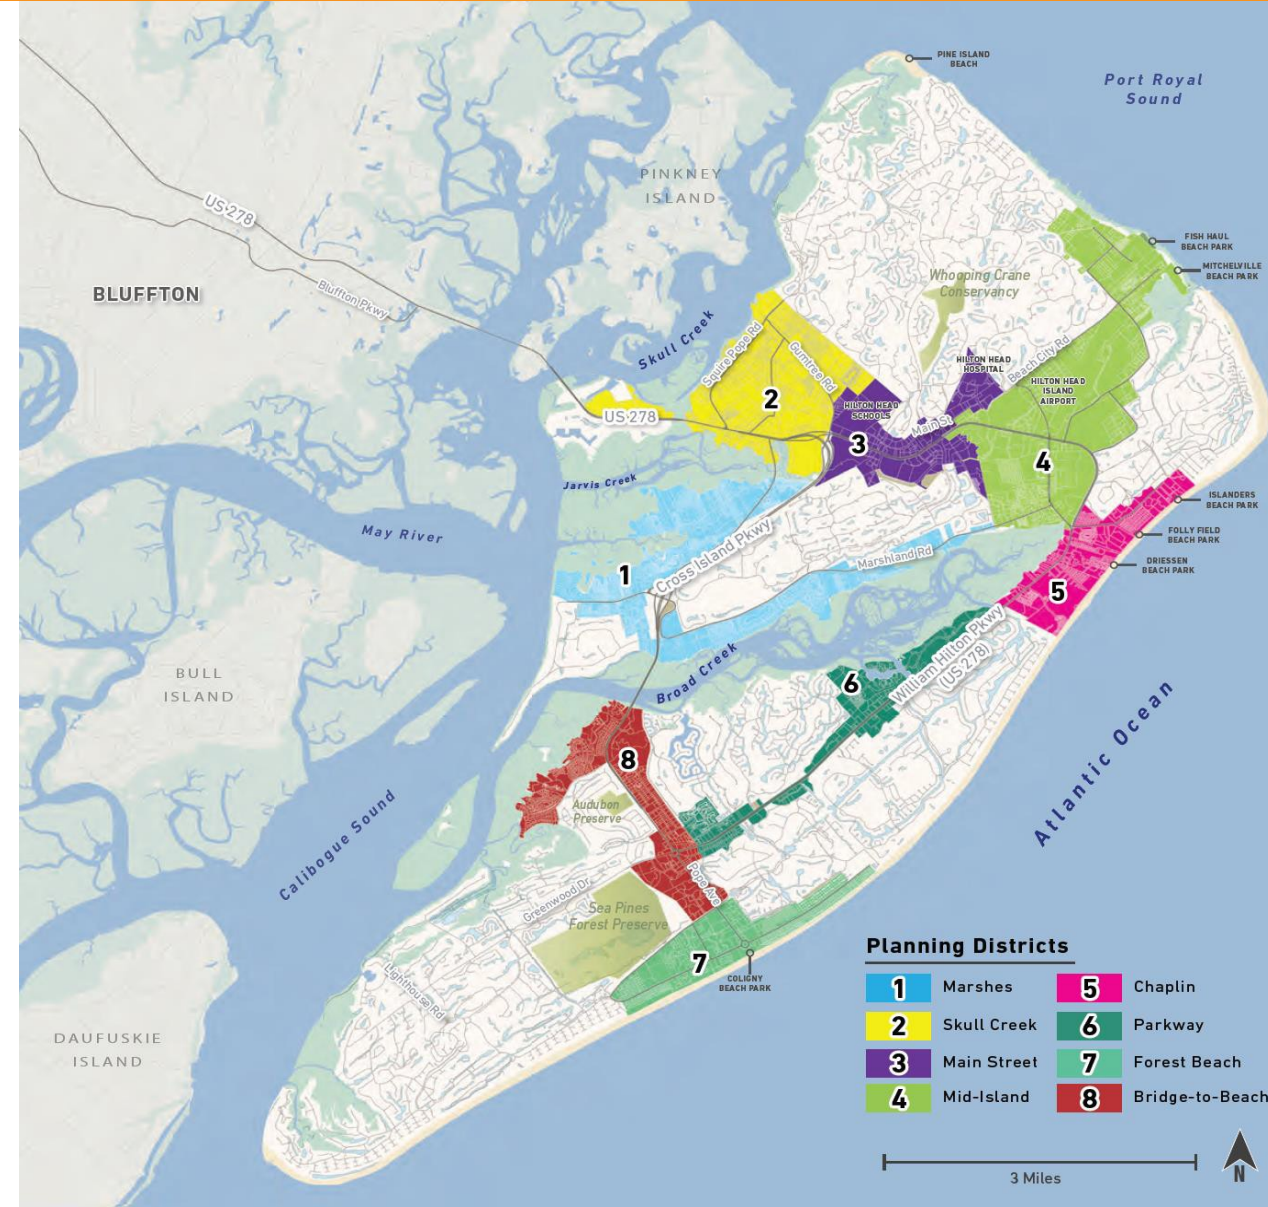 PINE ISLAND
BEACH
Port Royal
Sound
PINKNEY
ISLAND
US-278
FISH HAUL
BEACH PARK
MITCHELVILLE
BEACH PARK
Whooping Crane
Conservancy
BLUFFTON
Bluffton Pkwy
Skull Creek
Squire Pope Rd
Gumtree Rd
HILTON HEAD
HOSPITAL
Beach City Rd
HILTON HEAD
ISLAND
AIRPORT
2
HILTON HEAD
SCHOOLS
US-278
Main St
3
4
Jarvis Creek
ISLANDERS
BEACH PARK
May River
FOLLY FIELD
BEACH PARK
Cross Island Pkwy
Marshland Rd
DRIESSEN
BEACH PARK
1
5
BULL
ISLAND
Broad Creek
William Hilton Pkwy
(US 278)
6
Atlantic Ocean
8
Audubon
Preserve
Calibogue Sound
Pope Ave
Greenwood Dr
Sea Pines
Forest Preserve
7
COLIGNY
BEACH PARK
Lighthouse Rd
DAUFUSKIE
ISLAND
Planning Districts
1 Marshes
2 Skull Creek
3 Main Street
4 Mid-Island
5 Chaplin
6 Parkway
7 Forest Beach
8 Bridge-to-Beach
3 Miles
N